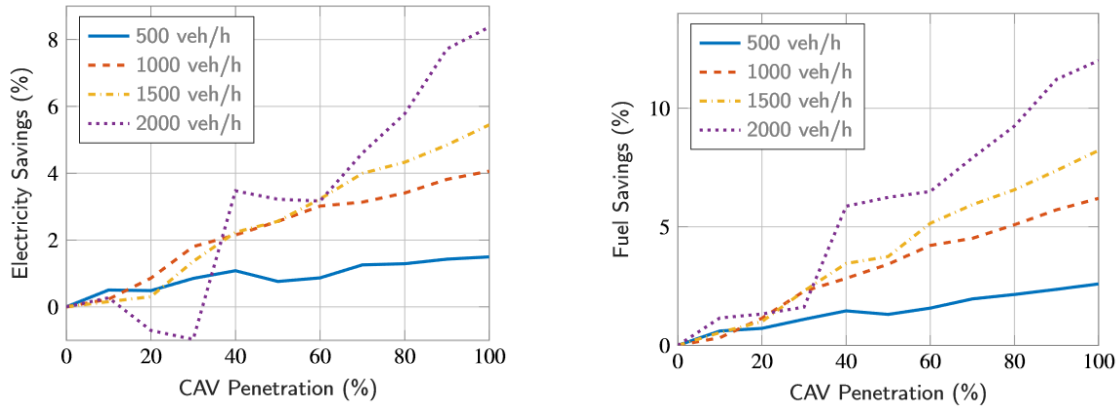 500 veh/h
1000 veh/h
1500 veh/h
2000 veh/h
Electricity Savings (%)
8
6
4
2
0
0 20 40 60 80 100
CAV Penetration (%)
500 veh/h
1000 veh/h
1500 veh/h
2000 veh/h
Fuel Savings (%)
10
5
0
0 20 40 60 80 100
CAV Penetration (%)